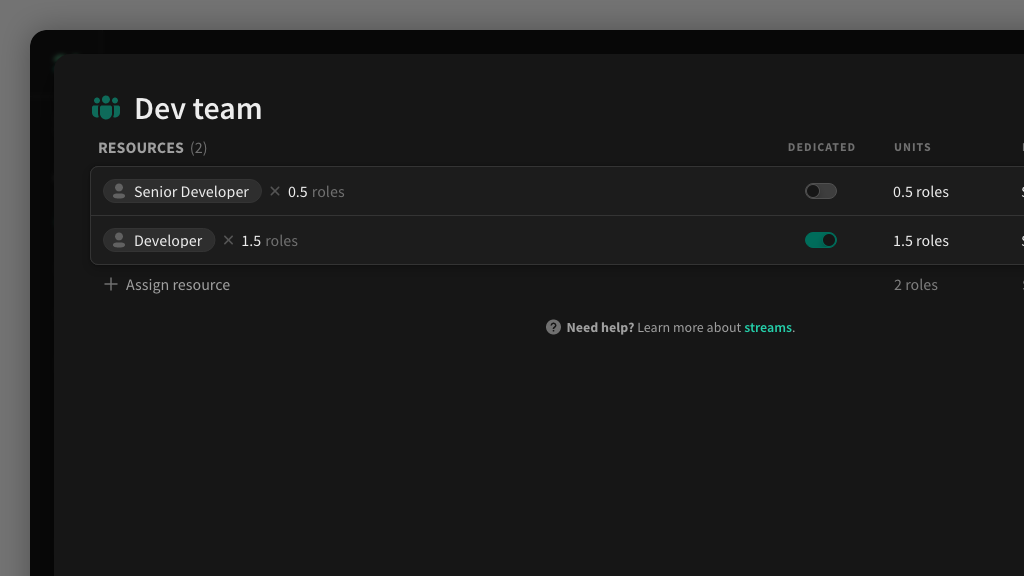 Dev team
RESOURCES (2) DEDICATED UNITS
Senior Developer × 0.5 roles 0.5 roles
Developer × 1.5 roles 1.5 roles
+ Assign resource 2 roles
? Need help? Learn more about streams.